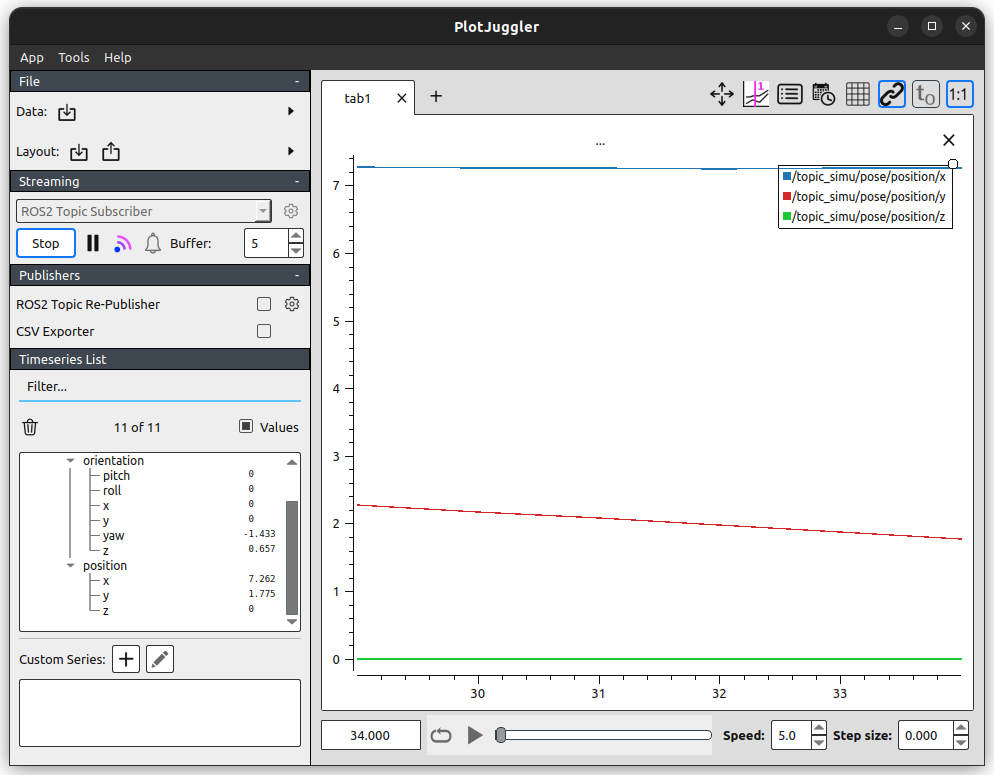 PlotJuggler
App Tools Help
File -
Data:
Layout:
Streaming -
ROS2 Topic Subscriber
Stop Buffer: 5
Publishers -
ROS2 Topic Re-Publisher
CSV Exporter
Timeseries List
Filter...
11 of 11 Values
orientation
pitch 0
roll 0
x 0
y 0
yaw -1.433
z 0.657
position
x 7.262
y 1.775
z 0
Custom Series:
tab1
t0 1:1
...
/topic_simu/pose/position/x
/topic_simu/pose/position/y
/topic_simu/pose/position/z
7
6
5
4
3
2
1
0
30 31 32 33
34.000 Speed: 5.0 Step size: 0.000